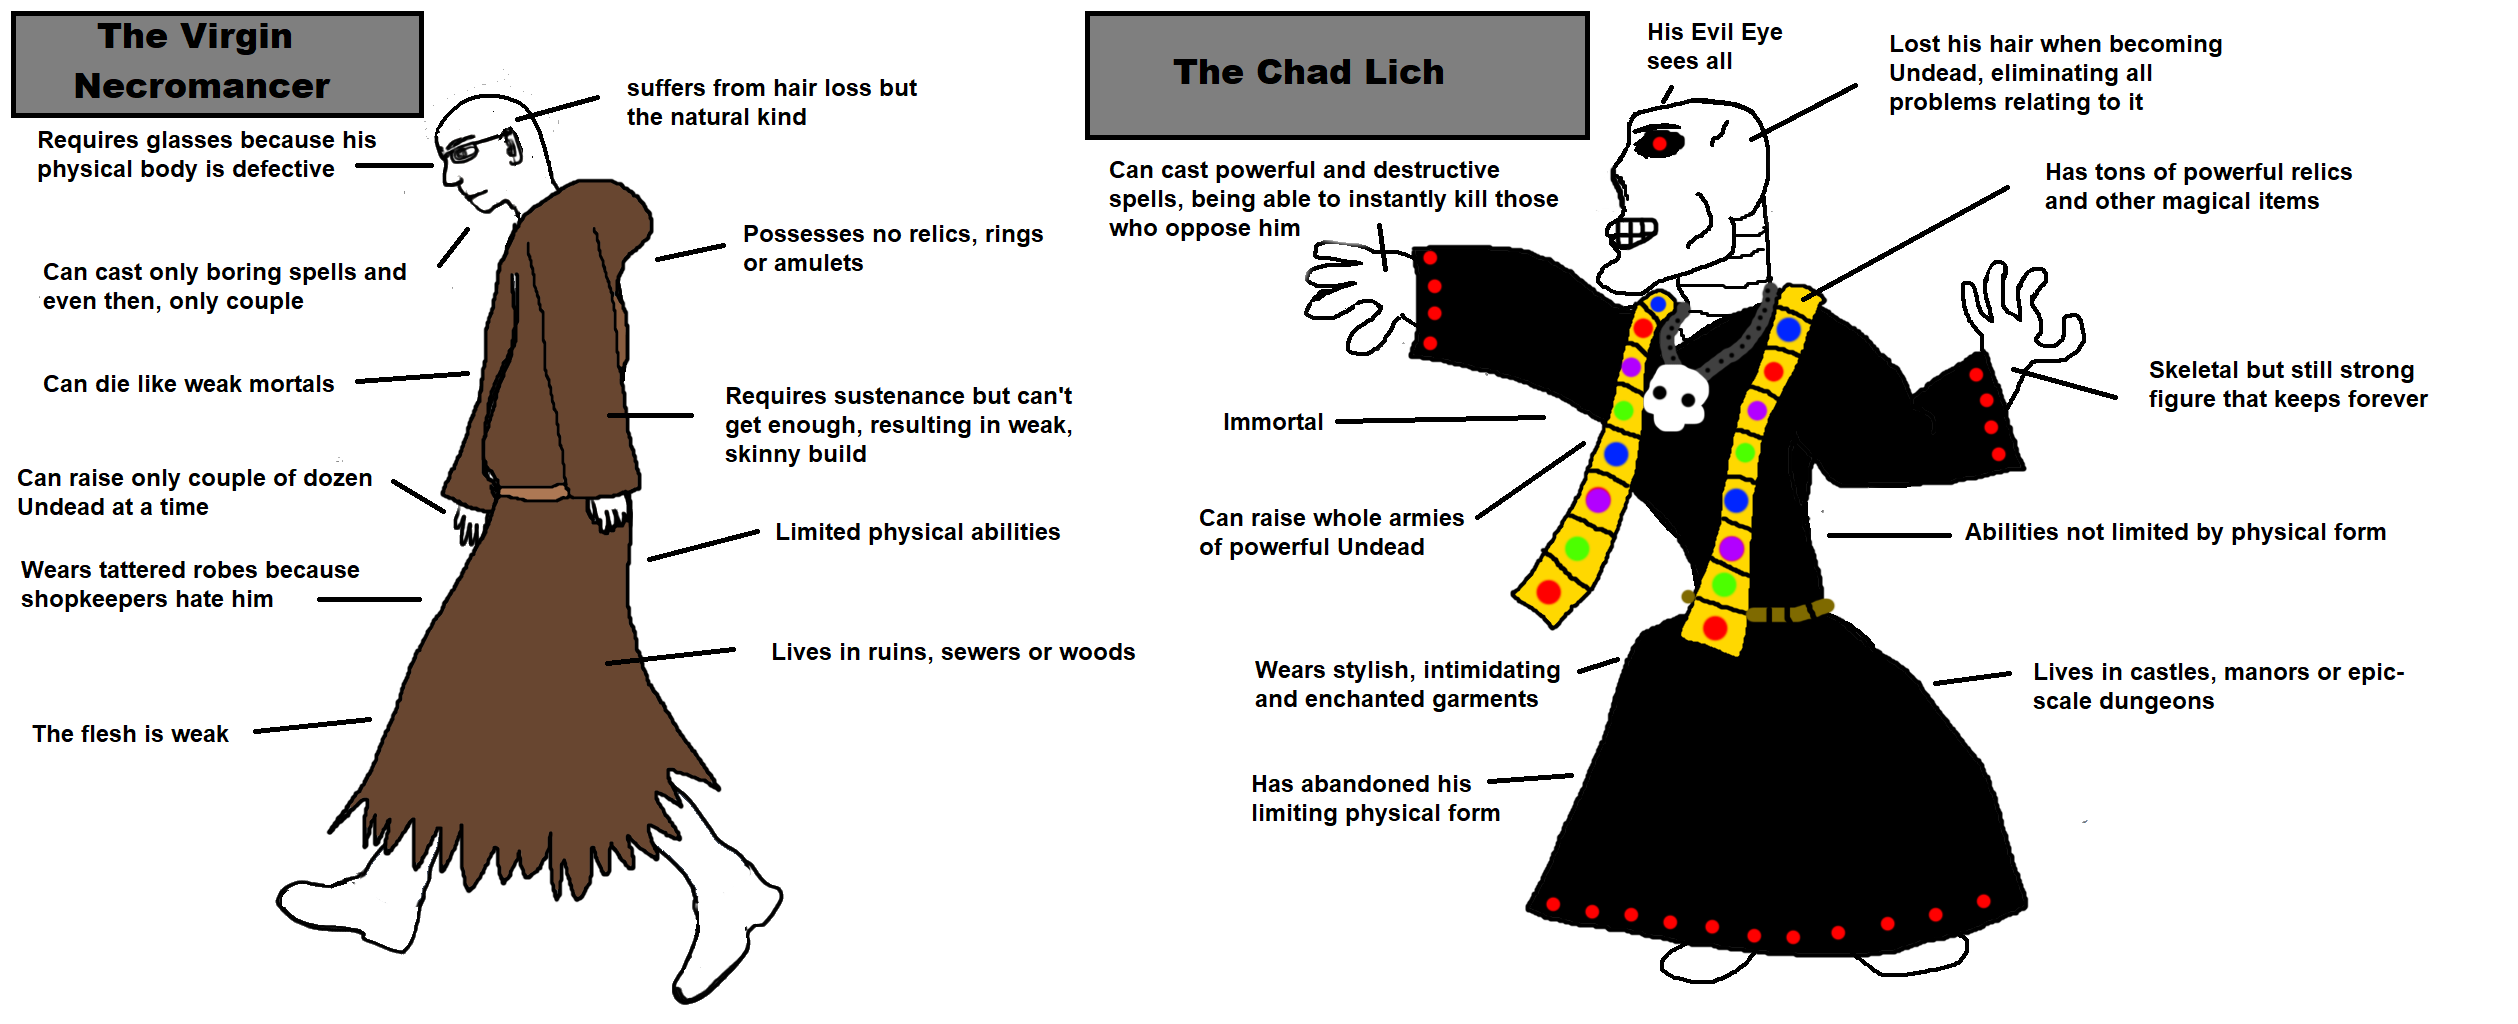 The Virgin
Necromancer
suffers from hair loss but
the natural kind
Requires glasses because his
physical body is defective
Possesses no relics, rings
or amulets
Can cast only boring spells and
even then, only couple
Can die like weak mortals
Requires sustenance but can't
get enough, resulting in weak,
skinny build
Can raise only couple of dozen
Undead at a time
Limited physical abilities
Wears tattered robes because
shopkeepers hate him
Lives in ruins, sewers or woods
The flesh is weak
The Chad Lich
His Evil Eye
sees all
Lost his hair when becoming
Undead, eliminating all
problems relating to it
Can cast powerful and destructive
spells, being able to instantly kill those
who oppose him
Has tons of powerful relics
and other magical items
Skeletal but still strong
figure that keeps forever
Immortal
Can raise whole armies
of powerful Undead
Abilities not limited by physical form
Wears stylish, intimidating
and enchanted garments
Lives in castles, manors or epic-
scale dungeons
Has abandoned his
limiting physical form